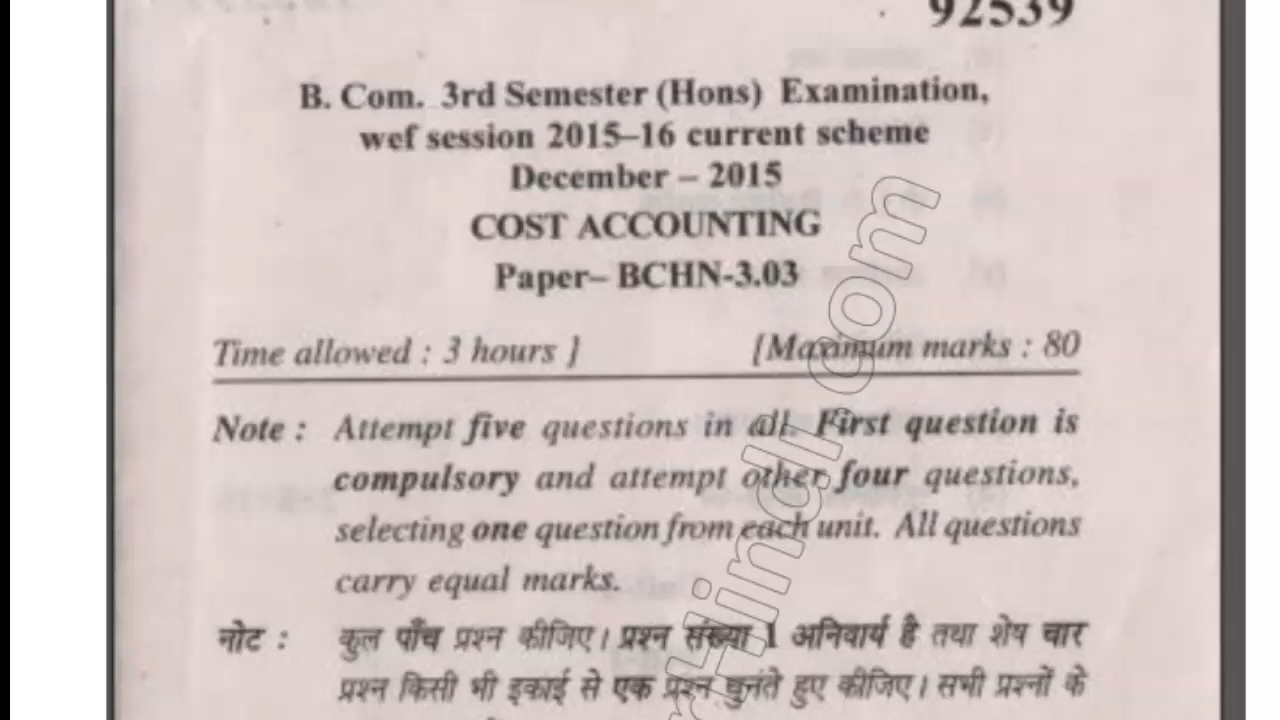 92539
B. Com. 3rd Semester (Hons) Examination,
wef session 2015–16 current scheme
December – 2015
COST ACCOUNTING
Paper– BCHN-3.03
Time allowed : 3 hours ] [Maximum marks : 80
Note : Attempt five questions in all. First question is
compulsory and attempt other four questions,
selecting one question from each unit. All questions
carry equal marks.
नोट : कुल पाँच प्रश्न कीजिए। प्रश्न संख्या 1 अनिवार्य है तथा शेष चार
प्रश्न किसी भी इकाई से एक प्रश्न चुनंते हुए कीजिए। सभी प्रश्नों के
rHindi.com